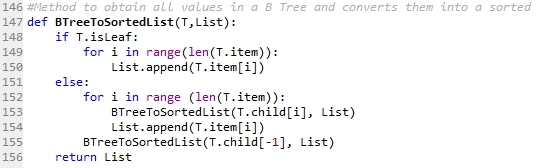 146 #Method to obtain all values in a B Tree and converts them into a sorted
147 def BTreeToSortedList(T,List):
148     if T.isLeaf:
149         for i in range(len(T.item)):
150             List.append(T.item[i])
151     else:
152         for i in range (len(T.item)):
153             BTreeToSortedList(T.child[i], List)
154             List.append(T.item[i])
155         BTreeToSortedList(T.child[-1], List)
156     return List